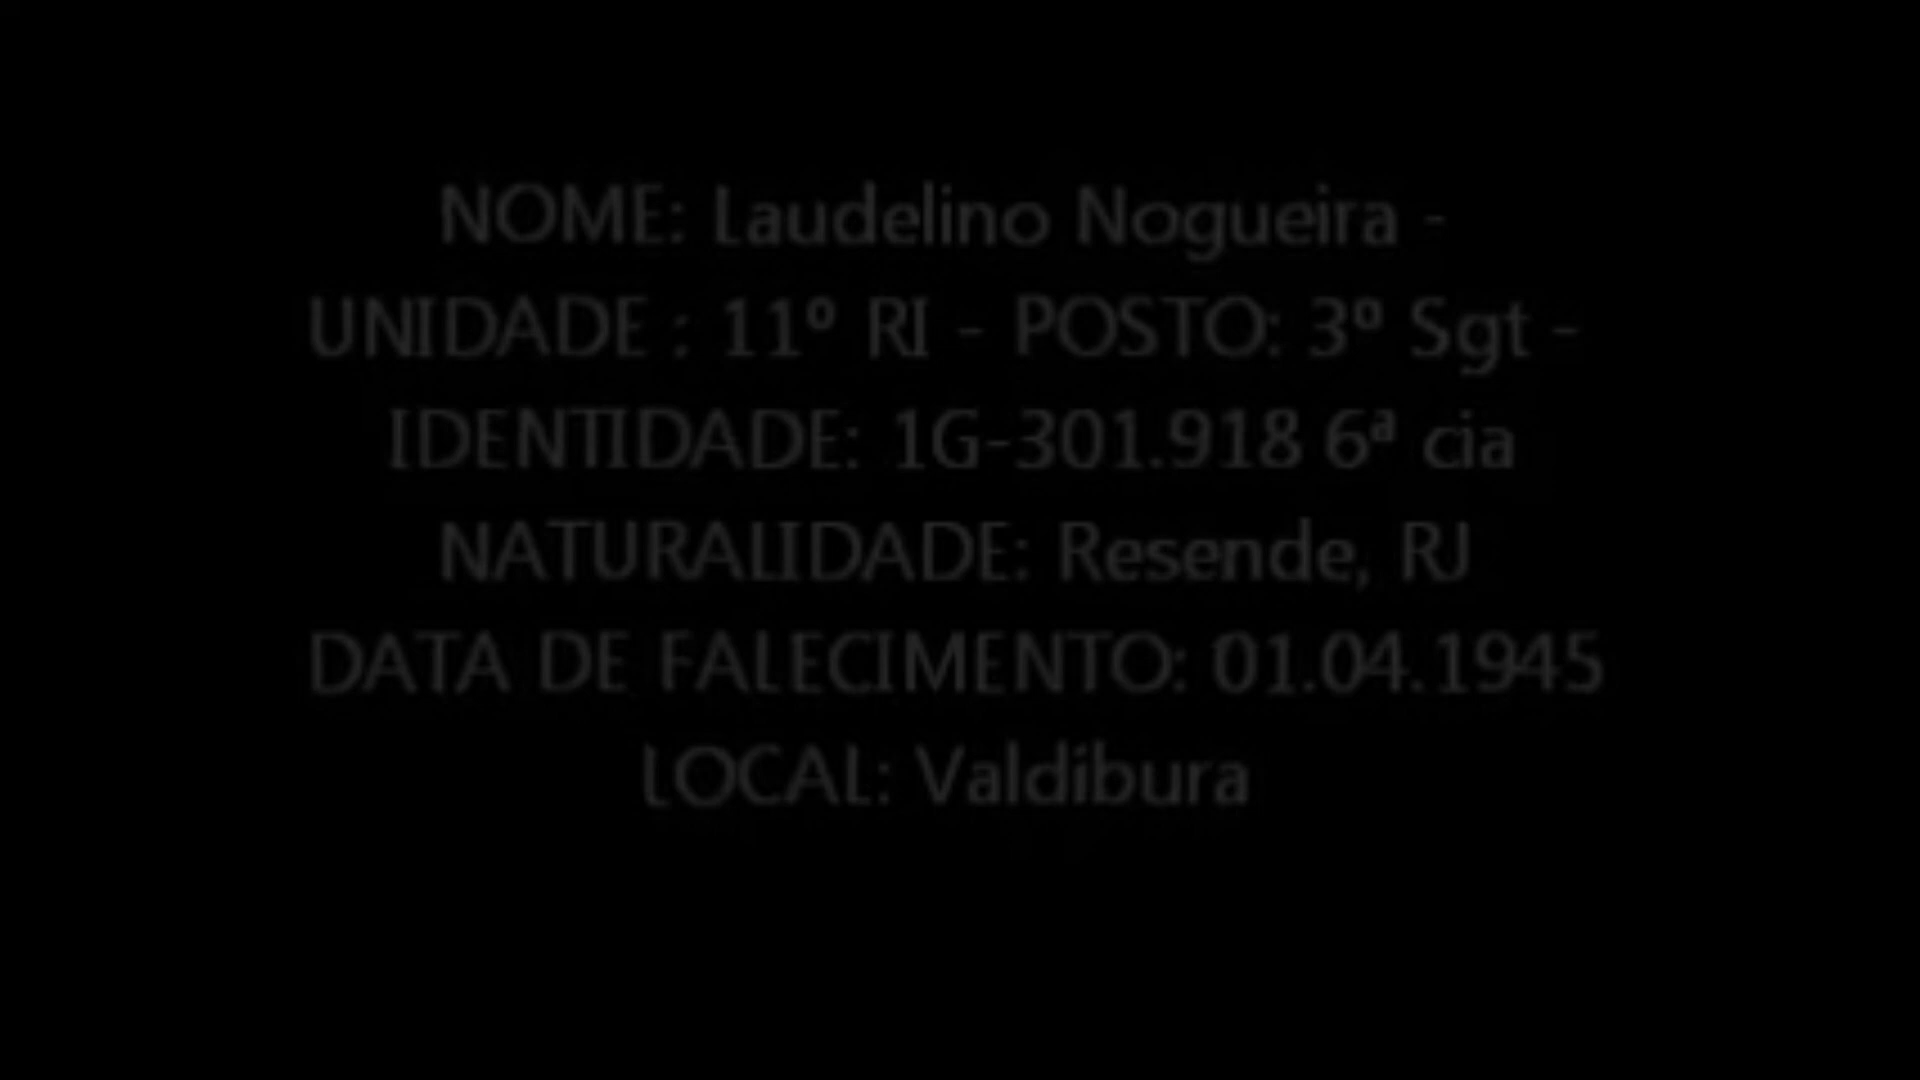 NOME: Laudelino Nogueira -
UNIDADE : 11º RI - POSTO: 3º Sgt -
IDENTIDADE: 1G-301.918 6ª cia
NATURALIDADE: Resende, RJ
DATA DE FALECIMENTO: 01.04.1945
LOCAL: Valdibura